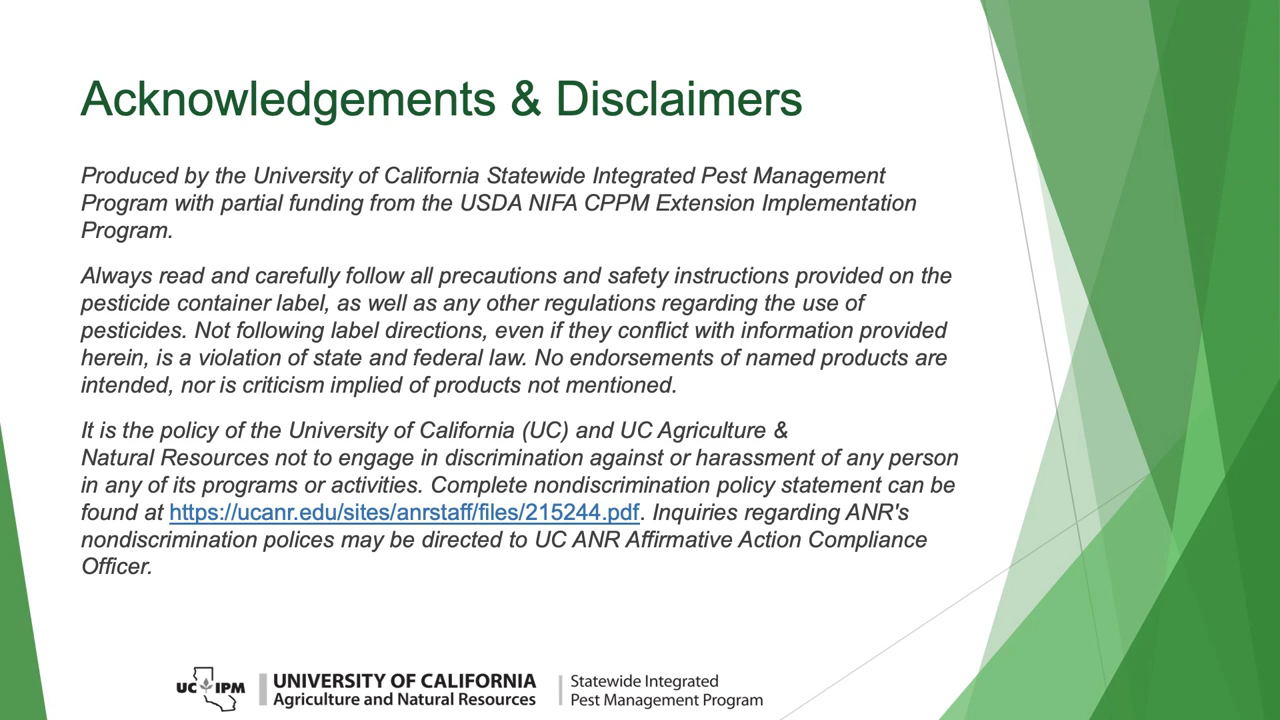 Acknowledgements & Disclaimers
Produced by the University of California Statewide Integrated Pest Management
Program with partial funding from the USDA NIFA CPPM Extension Implementation
Program.
Always read and carefully follow all precautions and safety instructions provided on the
pesticide container label, as well as any other regulations regarding the use of
pesticides. Not following label directions, even if they conflict with information provided
herein, is a violation of state and federal law. No endorsements of named products are
intended, nor is criticism implied of products not mentioned.
It is the policy of the University of California (UC) and UC Agriculture &
Natural Resources not to engage in discrimination against or harassment of any person
in any of its programs or activities. Complete nondiscrimination policy statement can be
found at https://ucanr.edu/sites/anrstaff/files/215244.pdf. Inquiries regarding ANR's
nondiscrimination polices may be directed to UC ANR Affirmative Action Compliance
Officer.
UC IPM
UNIVERSITY OF CALIFORNIA
Agriculture and Natural Resources
Statewide Integrated
Pest Management Program